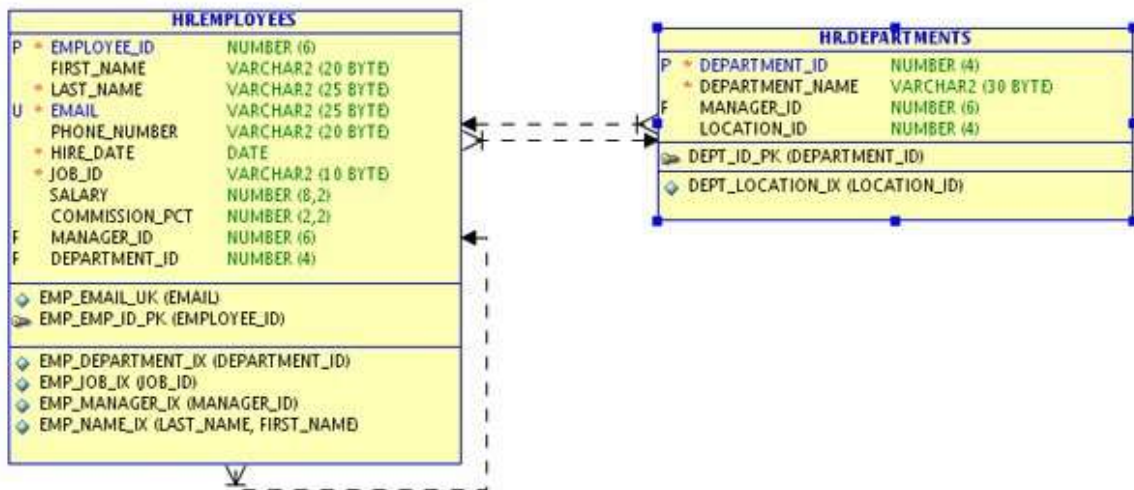 HR.EMPLOYEES
P * EMPLOYEE_ID NUMBER (6)
FIRST_NAME VARCHAR2 (20 BYTE)
* LAST_NAME VARCHAR2 (25 BYTE)
U * EMAIL VARCHAR2 (25 BYTE)
PHONE_NUMBER VARCHAR2 (20 BYTE)
* HIRE_DATE DATE
* JOB_ID VARCHAR2 (10 BYTE)
SALARY NUMBER (8,2)
COMMISSION_PCT NUMBER (2,2)
F MANAGER_ID NUMBER (6)
F DEPARTMENT_ID NUMBER (4)
EMP_EMAIL_UK (EMAIL)
EMP_EMP_ID_PK (EMPLOYEE_ID)
EMP_DEPARTMENT_IX (DEPARTMENT_ID)
EMP_JOB_IX (JOB_ID)
EMP_MANAGER_IX (MANAGER_ID)
EMP_NAME_IX (LAST_NAME, FIRST_NAME)
HR.DEPARTMENTS
P * DEPARTMENT_ID NUMBER (4)
* DEPARTMENT_NAME VARCHAR2 (30 BYTE)
F MANAGER_ID NUMBER (6)
LOCATION_ID NUMBER (4)
DEPT_ID_PK (DEPARTMENT_ID)
DEPT_LOCATION_IX (LOCATION_ID)